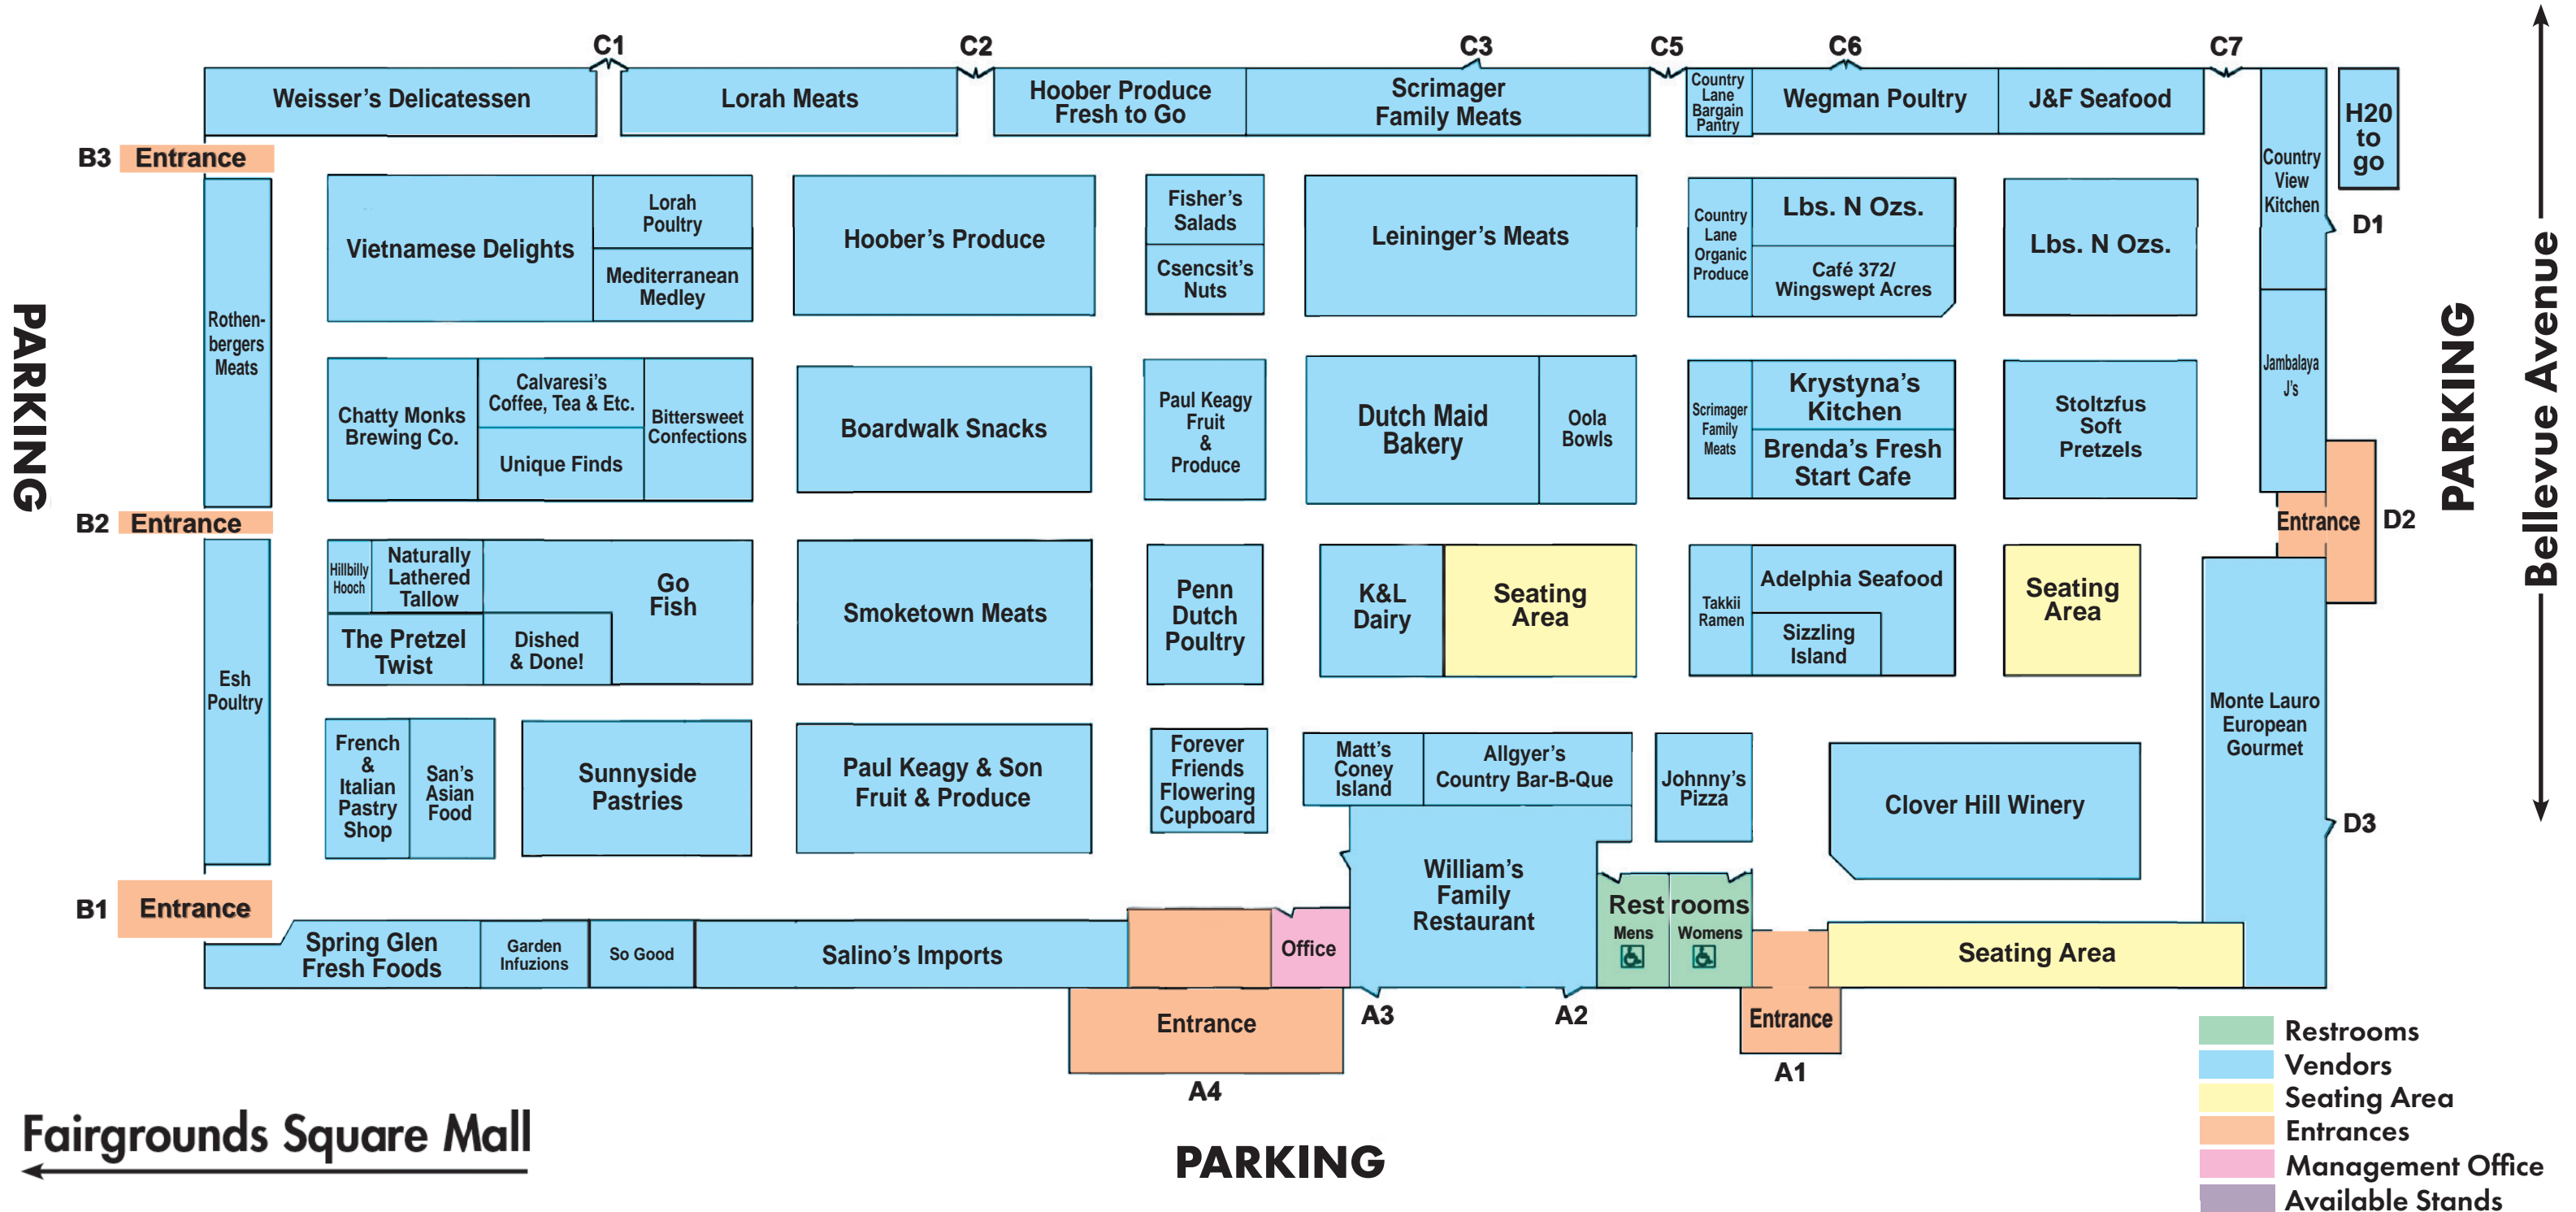 C1
C2
C3
C5
C6
C7
Weisser's Delicatessen
Lorah Meats
Hoober Produce
Fresh to Go
Scrimager
Family Meats
Country
Lane
Bargain
Pantry
Wegman Poultry
J&F Seafood
Country
View
Kitchen
H20
to
go
D1
B3
Entrance
Rothen-
bergers
Meats
Vietnamese Delights
Lorah
Poultry
Mediterranean
Medley
Hoober's Produce
Fisher's
Salads
Csencsit's
Nuts
Leininger's Meats
Country
Lane
Organic
Produce
Lbs. N Ozs.
Café 372/
Wingswept Acres
Lbs. N Ozs.
Jambalaya
J's
PARKING
PARKING
Bellevue Avenue
Chatty Monks
Brewing Co.
Calvaresi's
Coffee, Tea & Etc.
Unique Finds
Bittersweet
Confections
Boardwalk Snacks
Paul Keagy
Fruit
&
Produce
Dutch Maid
Bakery
Oola
Bowls
Scrimager
Family
Meats
Krystyna's
Kitchen
Brenda's Fresh
Start Cafe
Stoltzfus
Soft
Pretzels
B2
Entrance
Entrance
D2
Esh
Poultry
Hillbilly
Hooch
Naturally
Lathered
Tallow
Go
Fish
The Pretzel
Twist
Dished
& Done!
Smoketown Meats
Penn
Dutch
Poultry
K&L
Dairy
Seating
Area
Takkii
Ramen
Adelphia Seafood
Sizzling
Island
Seating
Area
Monte Lauro
European
Gourmet
D3
French
&
Italian
Pastry
Shop
San's
Asian
Food
Sunnyside
Pastries
Paul Keagy & Son
Fruit & Produce
Forever
Friends
Flowering
Cupboard
Matt's
Coney
Island
Allgyer's
Country Bar-B-Que
Johnny's
Pizza
Clover Hill Winery
William's
Family
Restaurant
B1
Entrance
Spring Glen
Fresh Foods
Garden
Infuzions
So Good
Salino's Imports
Office
Rest rooms
Mens
Womens
Seating Area
Entrance
A4
A3
A2
Entrance
A1
Fairgrounds Square Mall
PARKING
Restrooms
Vendors
Seating Area
Entrances
Management Office
Available Stands